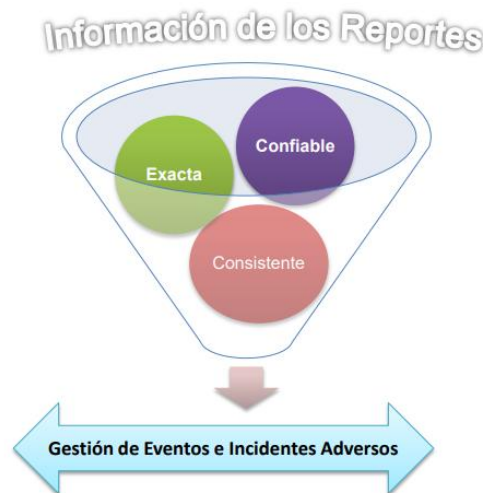 Información de los Reportes
Confiable
Exacta
Consistente
Gestión de Eventos e Incidentes Adversos